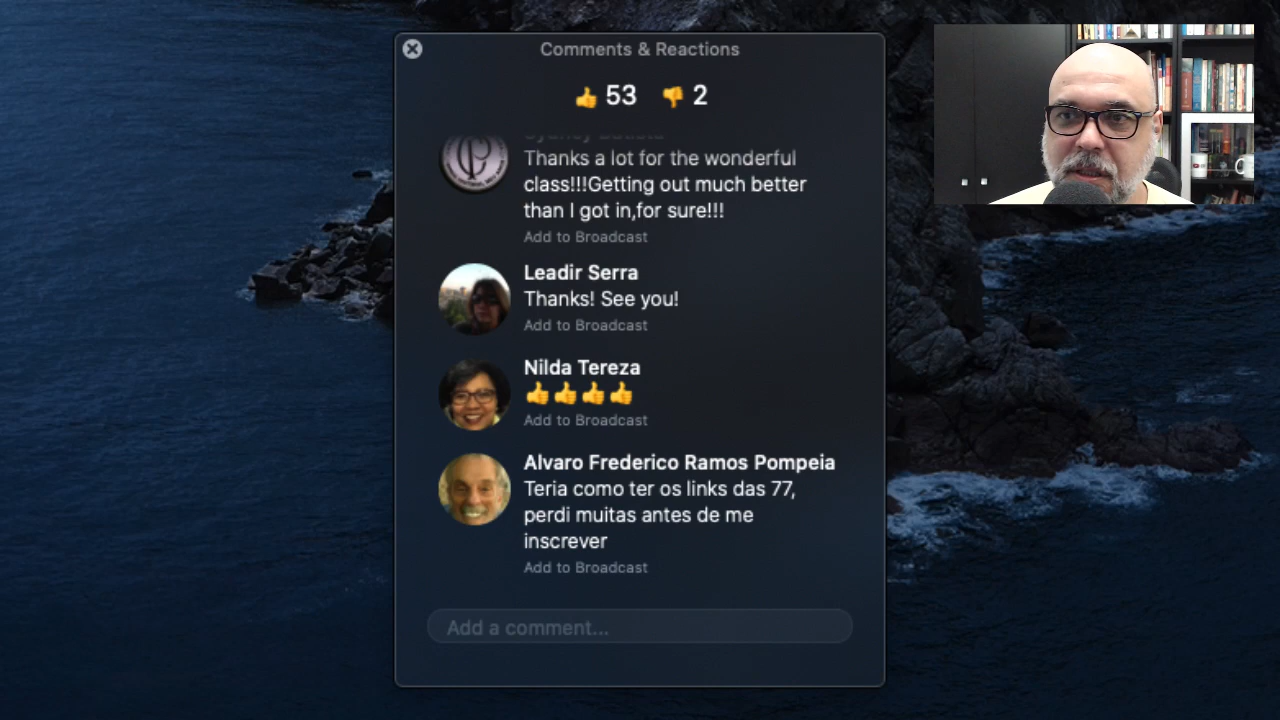 Comments & Reactions
👍 53 👎 2
Thanks a lot for the wonderful
class!!!Getting out much better
than I got in,for sure!!!
Add to Broadcast
Leadir Serra
Thanks! See you!
Add to Broadcast
Nilda Tereza
👍👍👍👍
Add to Broadcast
Alvaro Frederico Ramos Pompeia
Teria como ter os links das 77,
perdi muitas antes de me
inscrever
Add to Broadcast
Add a comment...